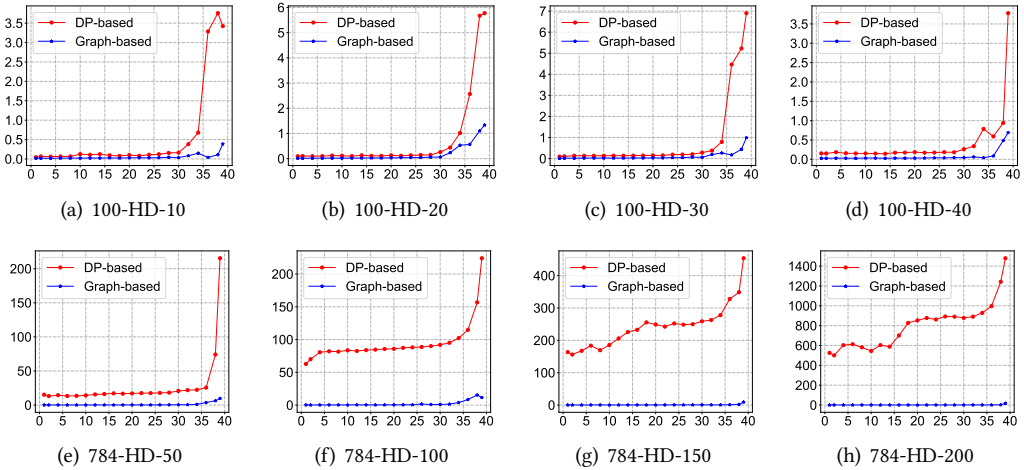 DP-based
Graph-based
3.5
3.0
2.5
2.0
1.5
1.0
0.5
0.0
0 5 10 15 20 25 30 35 40
(a) 100-HD-10
DP-based
Graph-based
6
5
4
3
2
1
0
0 5 10 15 20 25 30 35 40
(b) 100-HD-20
DP-based
Graph-based
7
6
5
4
3
2
1
0
0 5 10 15 20 25 30 35 40
(c) 100-HD-30
DP-based
Graph-based
3.5
3.0
2.5
2.0
1.5
1.0
0.5
0.0
0 5 10 15 20 25 30 35 40
(d) 100-HD-40
DP-based
Graph-based
200
150
100
50
0
0 5 10 15 20 25 30 35 40
(e) 784-HD-50
DP-based
Graph-based
200
150
100
50
0
0 5 10 15 20 25 30 35 40
(f) 784-HD-100
DP-based
Graph-based
400
300
200
100
0
0 5 10 15 20 25 30 35 40
(g) 784-HD-150
DP-based
Graph-based
1400
1200
1000
800
600
400
200
0
0 5 10 15 20 25 30 35 40
(h) 784-HD-200